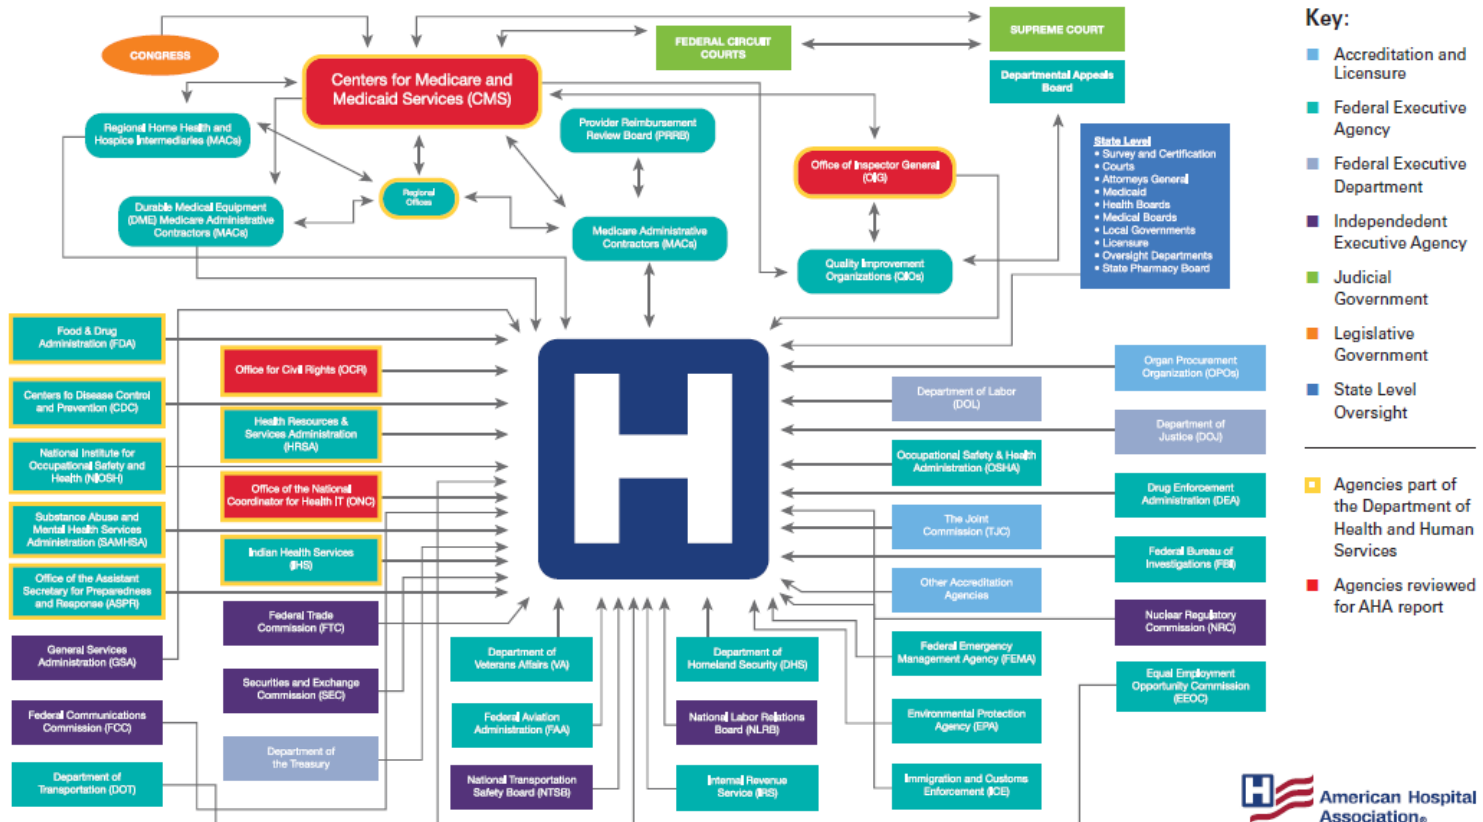 CONGRESS
FEDERAL CIRCUIT
COURTS
SUPREME COURT
Departmental Appeals
Board
Centers for Medicare and
Medicaid Services (CMS)
Regional Home Health and
Hospice Intermediaries (MACs)
Provider Reimbursement
Review Board (PRRB)
Office of Inspector General
(OIG)
State Level
• Survey and Certification
• Courts
• Attorneys General
• Medicaid
• Health Boards
• Medical Boards
• Local Governments
• Licensure
• Oversight Departments
• State Pharmacy Board
Regional
Offices
Durable Medical Equipment
(DME) Medicare Administrative
Contractors (MACs)
Medicare Administrative
Contractors (MACs)
Quality Improvement
Organizations (QIOs)
Food & Drug
Administration (FDA)
Centers fo Disease Control
and Prevention (CDC)
National Institute for
Occupational Safety and
Health (NIOSH)
Substance Abuse and
Mental Health Services
Administration (SAMHSA)
Office of the Assistant
Secretary for Preparedness
and Response (ASPR)
General Services
Administration (GSA)
Federal Communications
Commission (FCC)
Department of
Transportation (DOT)
Office for Civil Rights (OCR)
Health Resources &
Services Administration
(HRSA)
Office of the National
Coordinator for Health IT (ONC)
Indian Health Services
(IHS)
Federal Trade
Commission (FTC)
Securities and Exchange
Commission (SEC)
Department of
the Treasury
H
Department of
Veterans Affairs (VA)
Federal Aviation
Administration (FAA)
National Transportation
Safety Board (NTSB)
Department of
Homeland Security (DHS)
National Labor Relations
Board (NLRB)
Internal Revenue
Service (IRS)
Department of Labor
(DOL)
Occupational Safety & Health
Administration (OSHA)
The Joint
Commission (TJC)
Other Accreditation
Agencies
Federal Emergency
Management Agency (FEMA)
Environmental Protection
Agency (EPA)
Immigration and Customs
Enforcement (ICE)
Organ Procurement
Organization (OPOs)
Department of
Justice (DOJ)
Drug Enforcement
Administration (DEA)
Federal Bureau of
Investigations (FBI)
Nuclear Regulatory
Commission (NRC)
Equal Employment
Opportunity Commission
(EEOC)
Key:
Accreditation and
Licensure
Federal Executive
Agency
Federal Executive
Department
Independedent
Executive Agency
Judicial
Government
Legislative
Government
State Level
Oversight
Agencies part of
the Department of
Health and Human
Services
Agencies reviewed
for AHA report
H
American Hospital
Association®